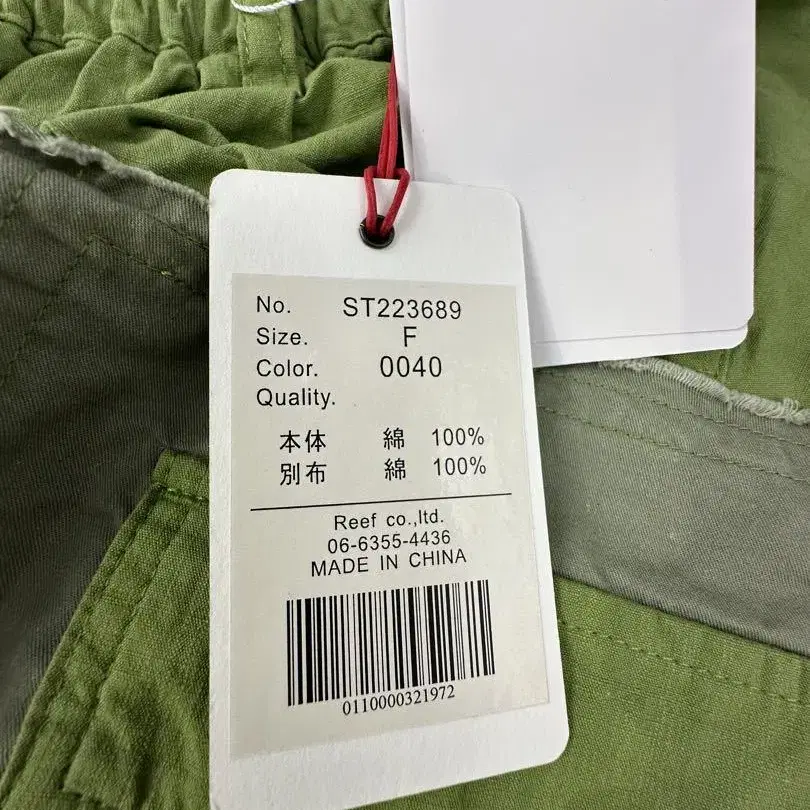 No. ST223689
Size. F
Color. 0040
Quality.
本体 綿 100%
別布 綿 100%
Reef co.,ltd.
06-6355-4436
MADE IN CHINA
0110000321972